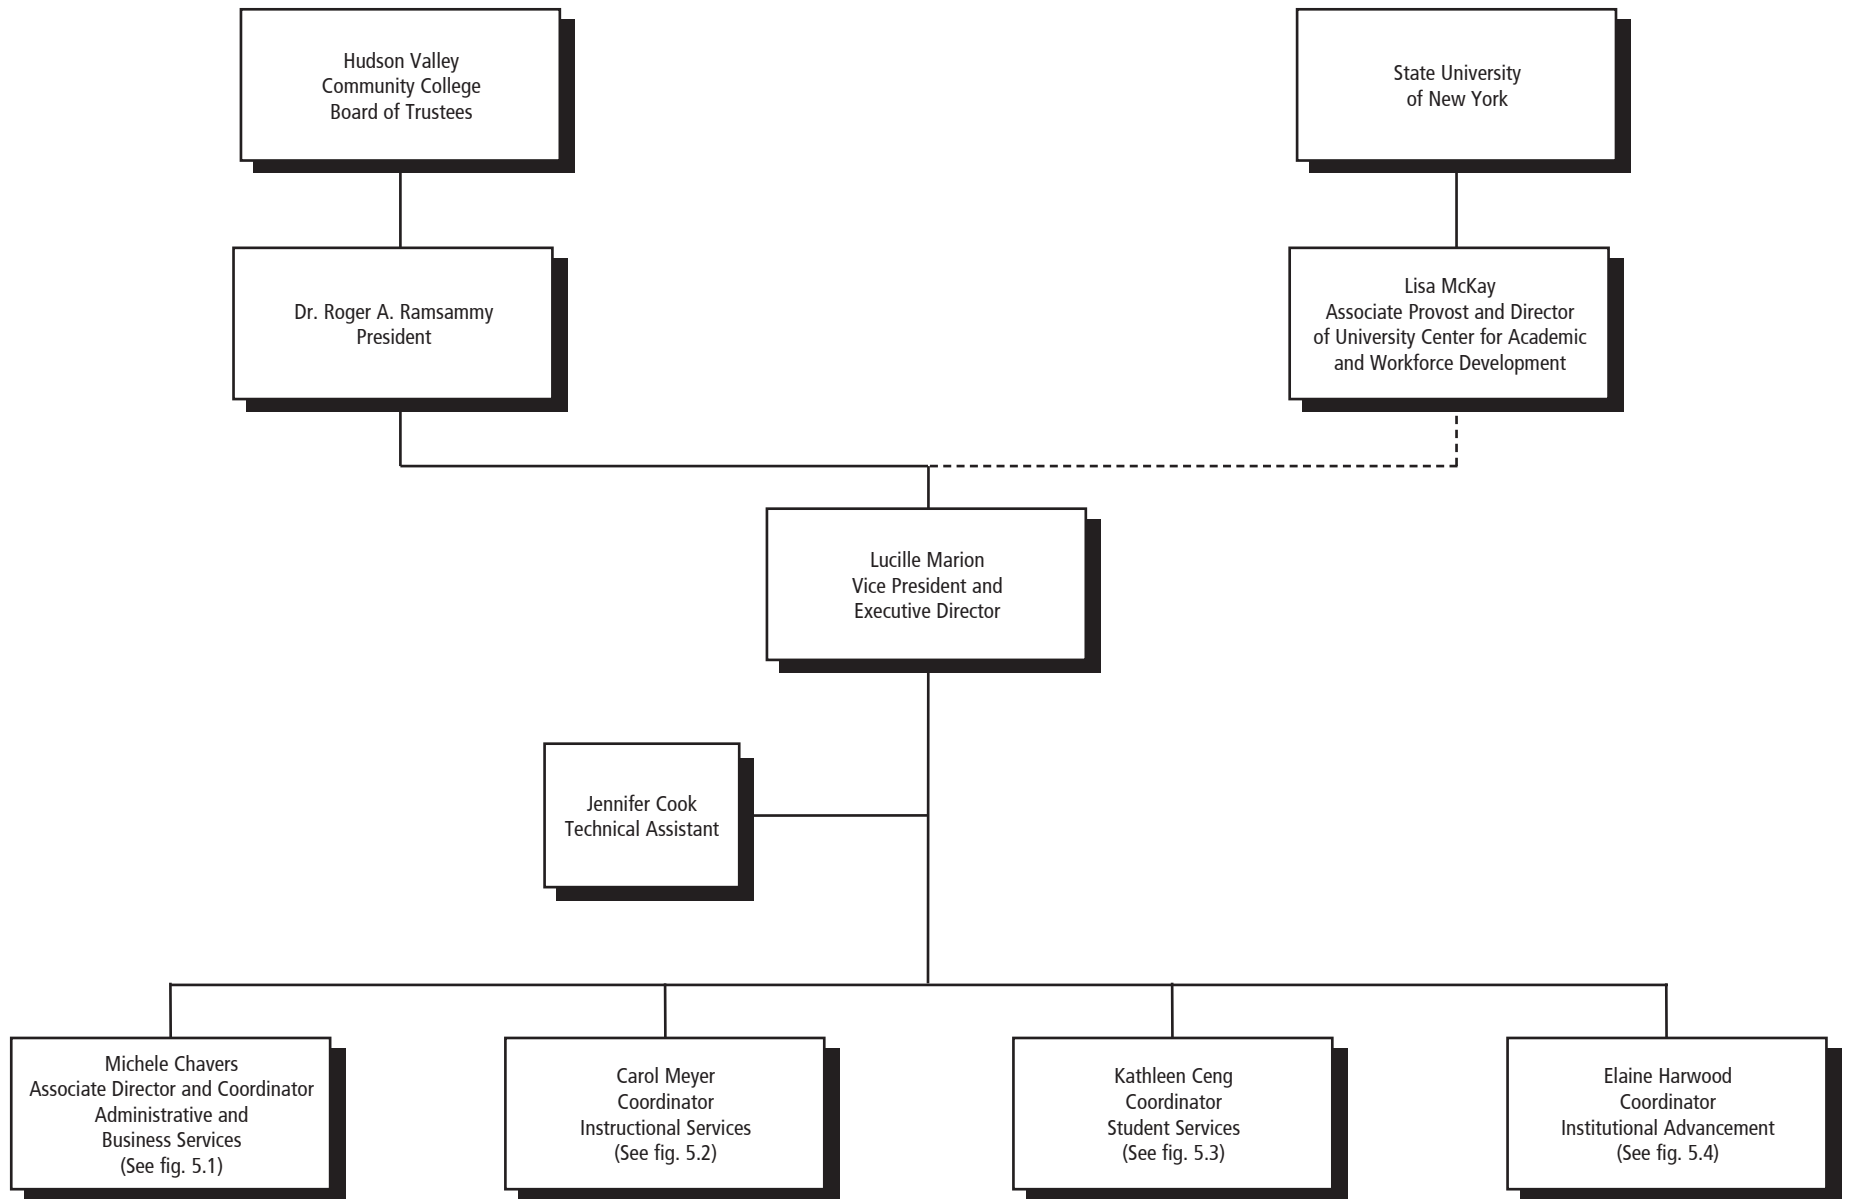 Hudson Valley
Community College
Board of Trustees
State University
of New York
Dr. Roger A. Ramsammy
President
Lisa McKay
Associate Provost and Director
of University Center for Academic
and Workforce Development
Lucille Marion
Vice President and
Executive Director
Jennifer Cook
Technical Assistant
Michele Chavers
Associate Director and Coordinator
Administrative and
Business Services
(See fig. 5.1)
Carol Meyer
Coordinator
Instructional Services
(See fig. 5.2)
Kathleen Ceng
Coordinator
Student Services
(See fig. 5.3)
Elaine Harwood
Coordinator
Institutional Advancement
(See fig. 5.4)